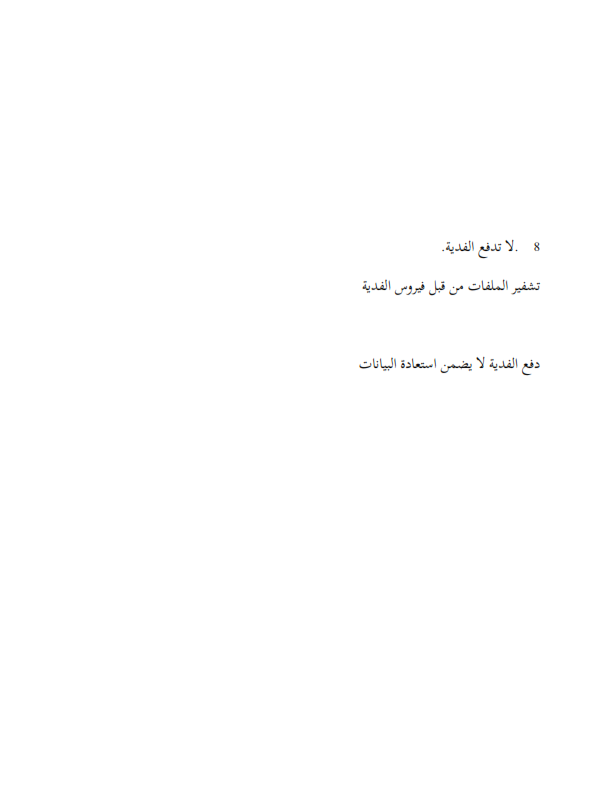 8 .لا تدفع الفدية.
تشفير الملفات من قبل فيروس الفدية
دفع الفدية لا يضمن استعادة البيانات